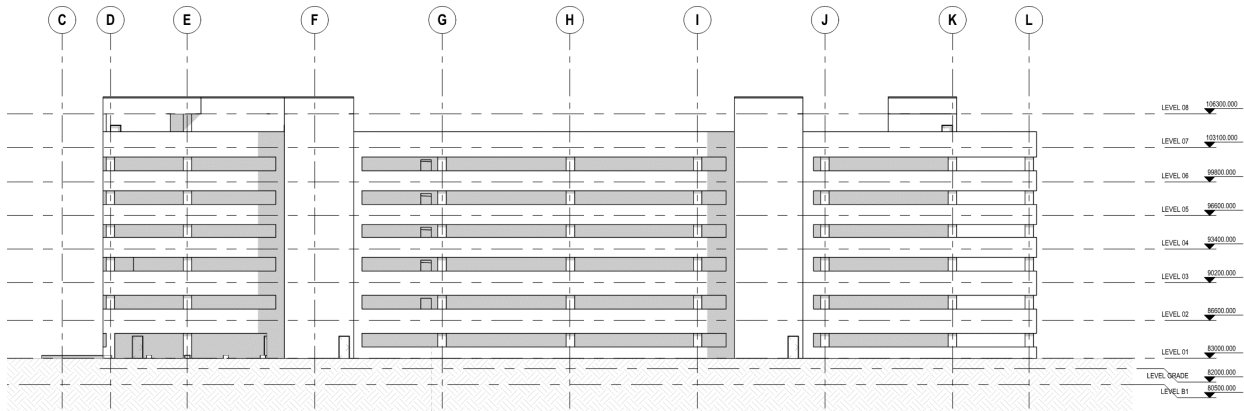 C D E F G H I J K L
LEVEL 08 106300.000
LEVEL 07 103100.000
LEVEL 06 99800.000
LEVEL 05 96600.000
LEVEL 04 93400.000
LEVEL 03 90200.000
LEVEL 02 86600.000
LEVEL 01 83000.000
LEVEL GRADE 82000.000
LEVEL B1 80500.000